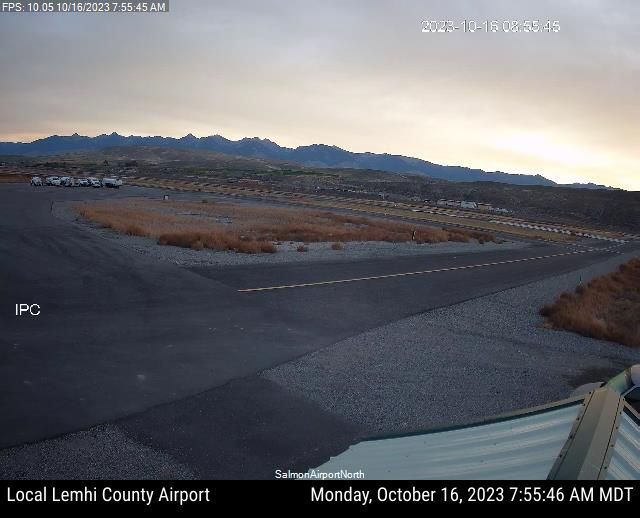 FPS: 10.05 10/16/2023 7:55:45 AM
2023-10-16 08:55:45
IPC
SalmonAirportNorth
Local Lemhi County Airport
Monday, October 16, 2023 7:55:46 AM MDT